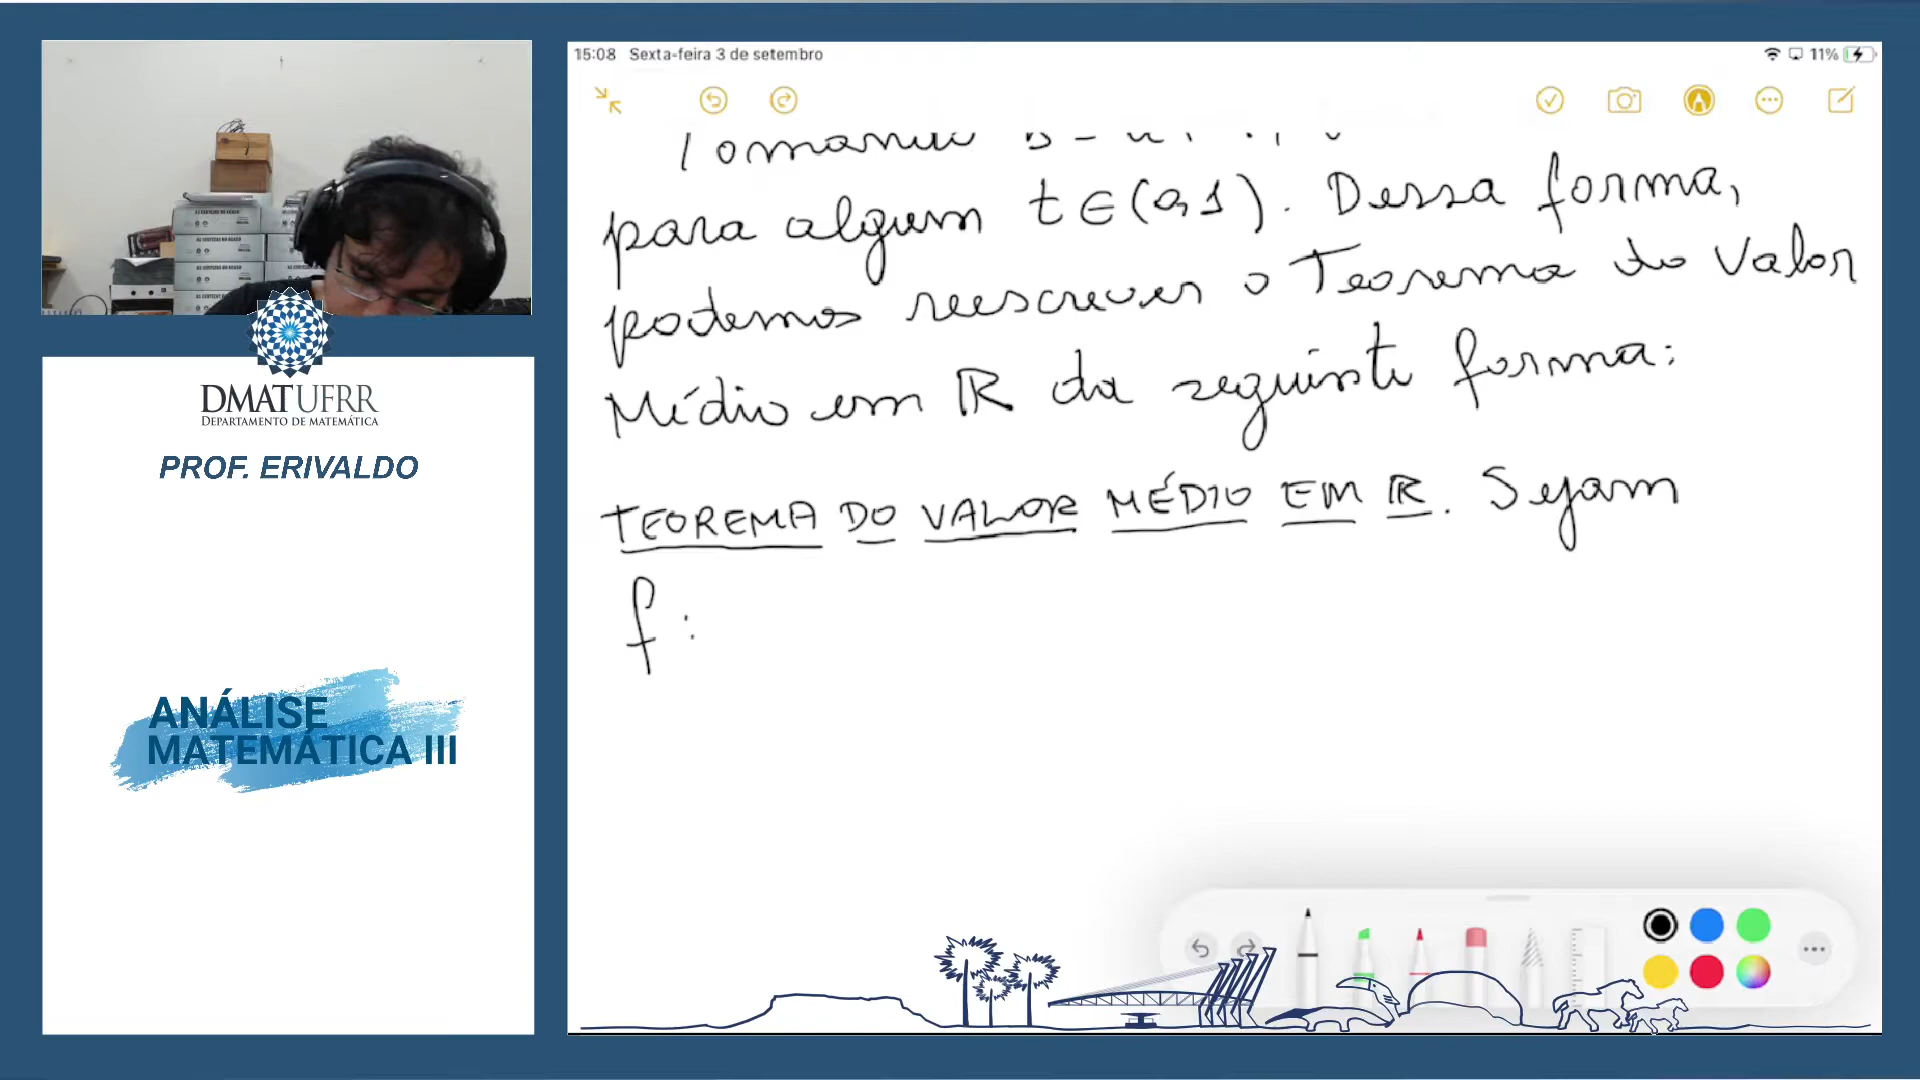 15:08 Sexta-feira 3 de setembro
11%
Tomando
para algum t∈(0,1). Dessa forma,
podemos reescrever o Teorema do Valor
Médio em ℝ da seguinte forma:
TEOREMA DO VALOR MÉDIO EM ℝ. Sejam
f:
DMATUFRR
DEPARTAMENTO DE MATEMÁTICA
PROF. ERIVALDO
ANÁLISE
MATEMÁTICA III